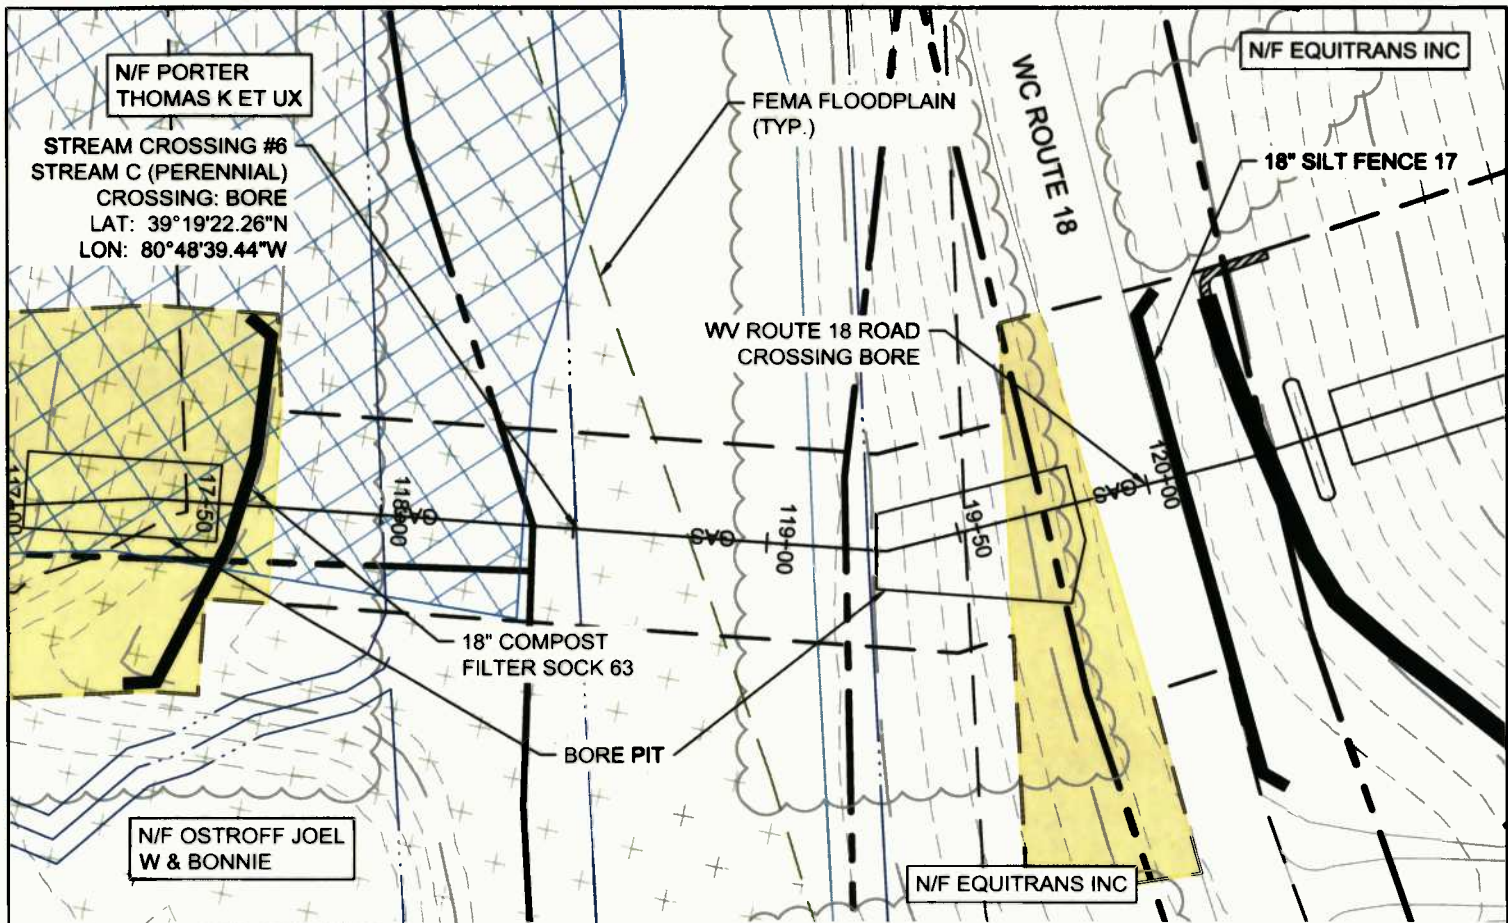 N/F PORTER
THOMAS K ET UX
STREAM CROSSING #6
STREAM C (PERENNIAL)
CROSSING: BORE
LAT: 39°19'22.26"N
LON: 80°48'39.44"W
FEMA FLOODPLAIN
(TYP.)
WC ROUTE 18
N/F EQUITRANS INC
18" SILT FENCE 17
WV ROUTE 18 ROAD
CROSSING BORE
117+00
17+50
118+00
GAS
GAS
119+00
19+50
GAS
120+00
18" COMPOST
FILTER SOCK 63
BORE PIT
N/F OSTROFF JOEL
W & BONNIE
N/F EQUITRANS INC